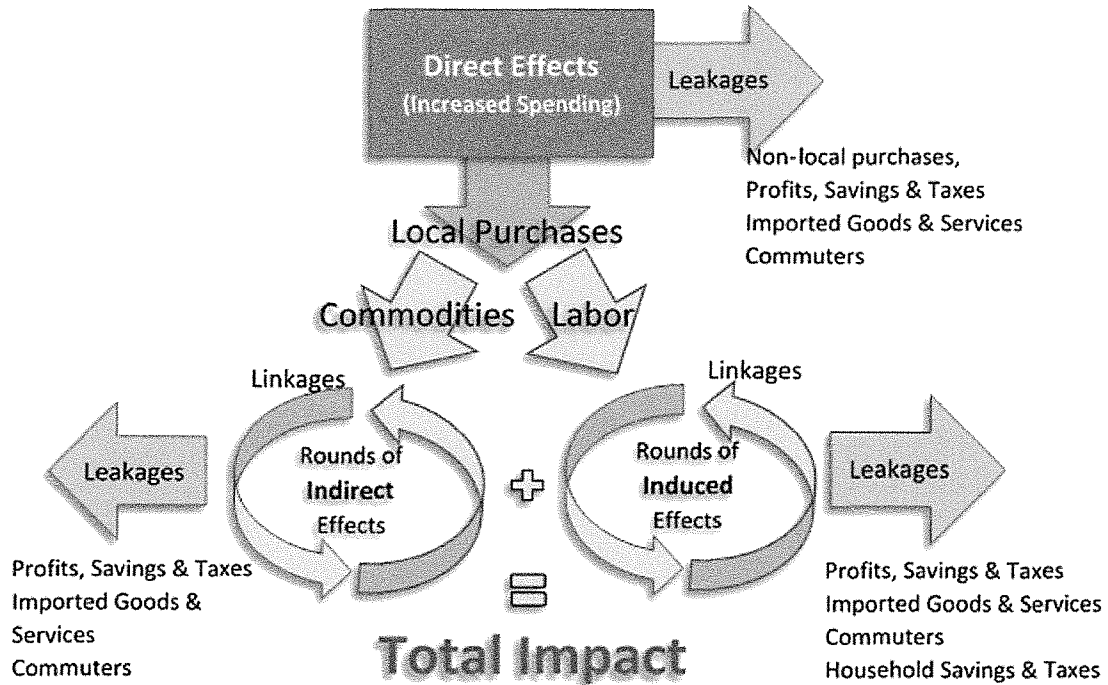 Direct Effects
(Increased Spending)
Leakages
Non-local purchases,
Profits, Savings & Taxes
Imported Goods & Services
Commuters
Local Purchases
Commodities
Labor
Linkages
Linkages
Leakages
Rounds of
Indirect
Effects
Rounds of
Induced
Effects
Leakages
Profits, Savings & Taxes
Imported Goods &
Services
Commuters
Profits, Savings & Taxes
Imported Goods & Services
Commuters
Household Savings & Taxes
Total Impact